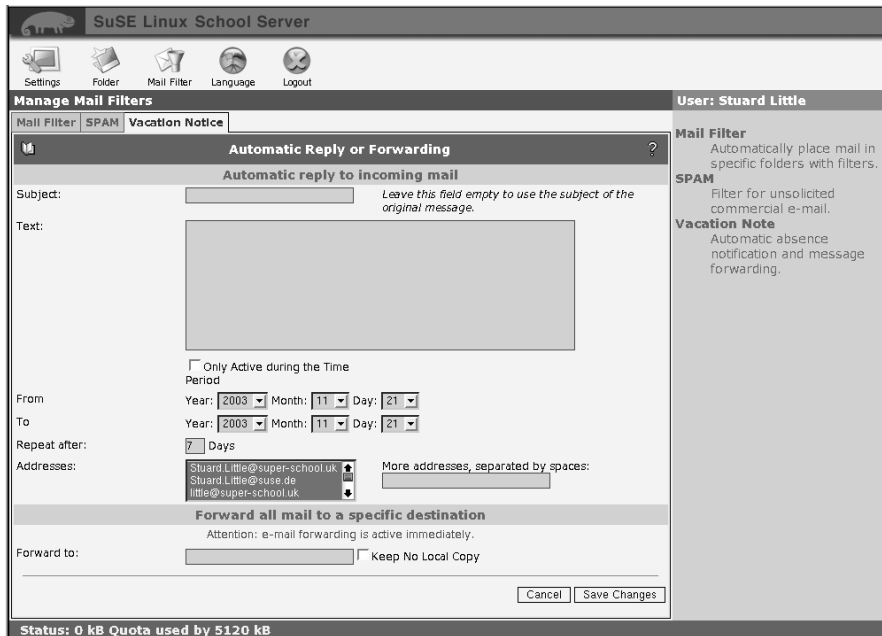 SuSE Linux School Server
Settings Folder Mail Filter Language Logout
Manage Mail Filters
User: Stuard Little
Mail Filter SPAM Vacation Notice
Automatic Reply or Forwarding ?
Automatic reply to incoming mail
Subject: Leave this field empty to use the subject of the
original message.
Text:
Only Active during the Time
Period
From Year: 2003 Month: 11 Day: 21
To Year: 2003 Month: 11 Day: 21
Repeat after: 7 Days
Addresses: Stuard.Little@super-school.uk More addresses, separated by spaces:
Stuard.Little@suse.de
little@super-school.uk
Forward all mail to a specific destination
Attention: e-mail forwarding is active immediately.
Forward to: Keep No Local Copy
Cancel Save Changes
Mail Filter
Automatically place mail in
specific folders with filters.
SPAM
Filter for unsolicited
commercial e-mail.
Vacation Note
Automatic absence
notification and message
forwarding.
Status: 0 kB Quota used by 5120 kB